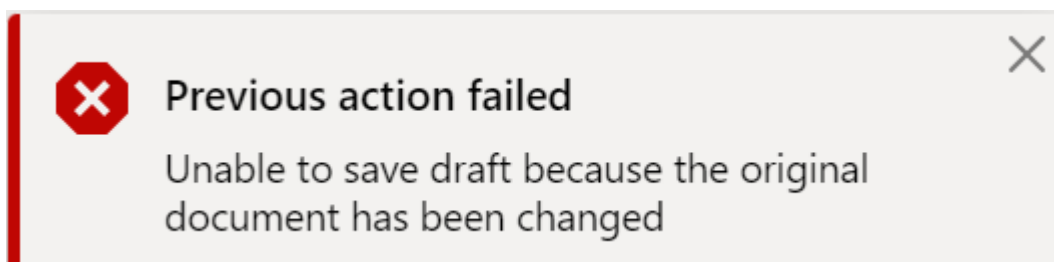 Previous action failed
Unable to save draft because the original
document has been changed